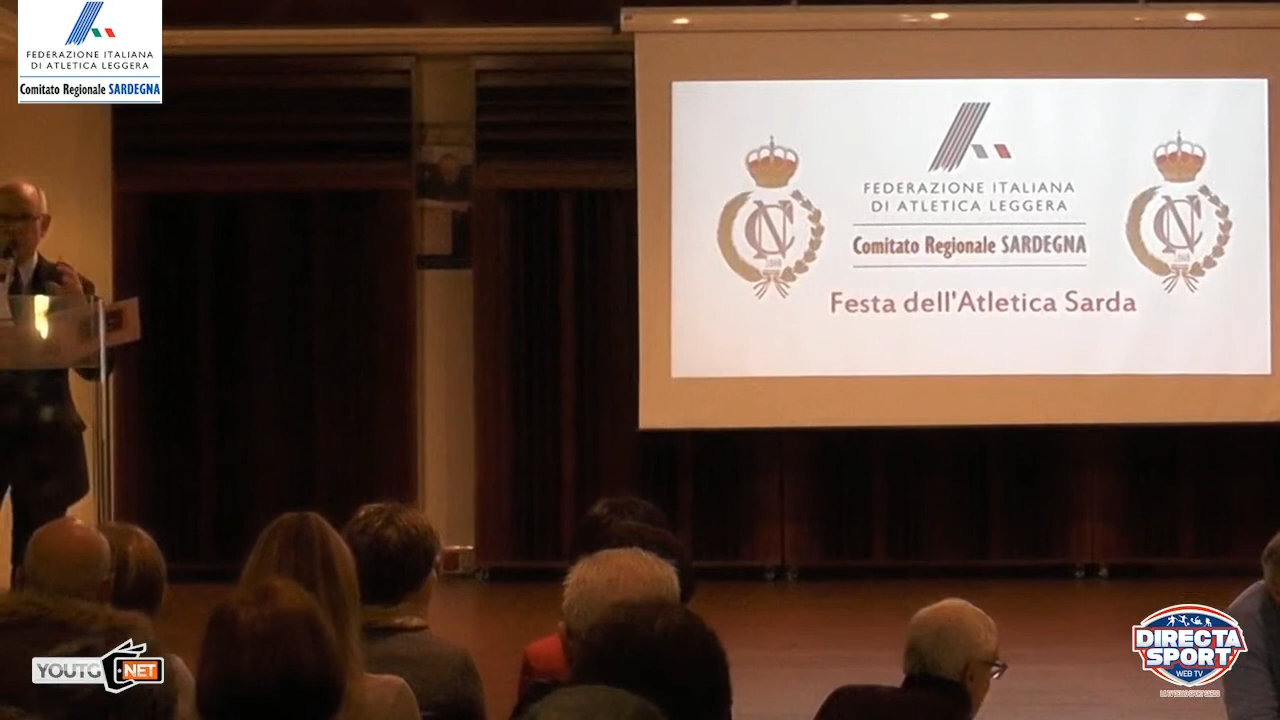 FEDERAZIONE ITALIANA
DI ATLETICA LEGGERA
Comitato Regionale SARDEGNA
FEDERAZIONE ITALIANA
DI ATLETICA LEGGERA
Comitato Regionale SARDEGNA
Festa dell'Atletica Sarda
YOUTG
.NET
DIRECTA
SPORT
WEB TV